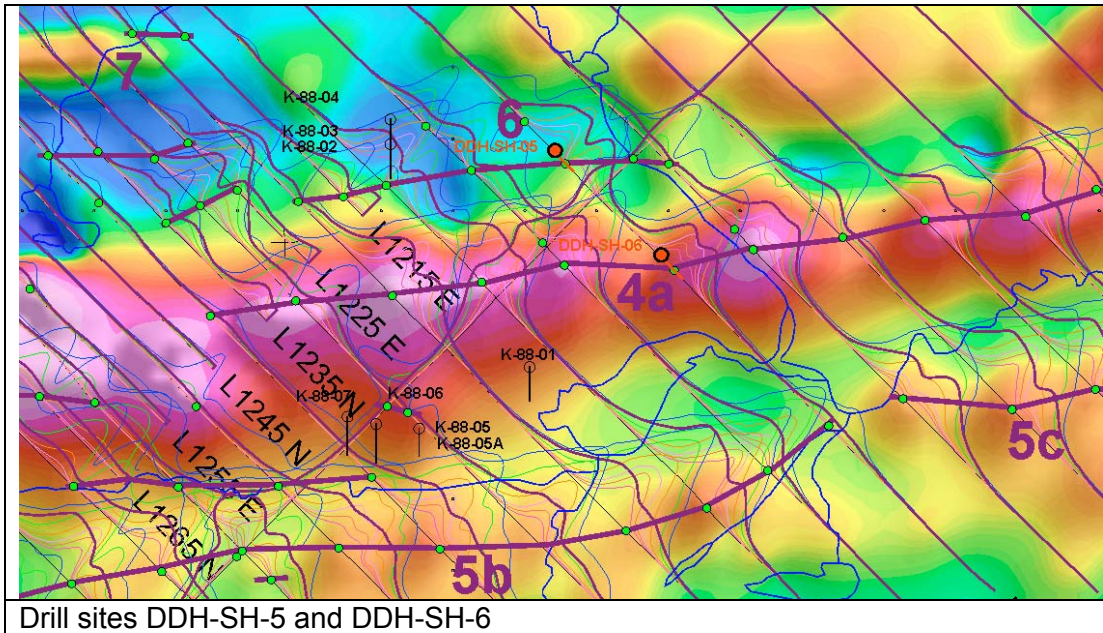 7
K-88-04
6
K-88-03
K-88-02
DDH-SH-05
L1215 E
DDH-SH-06
L1225 E
4a
L1235 N
K-88-01
K-88-07
K-88-06
L1245 N
K-88-05
K-88-05A
5c
L1255 E
L1265 N
5b
Drill sites DDH-SH-5 and DDH-SH-6